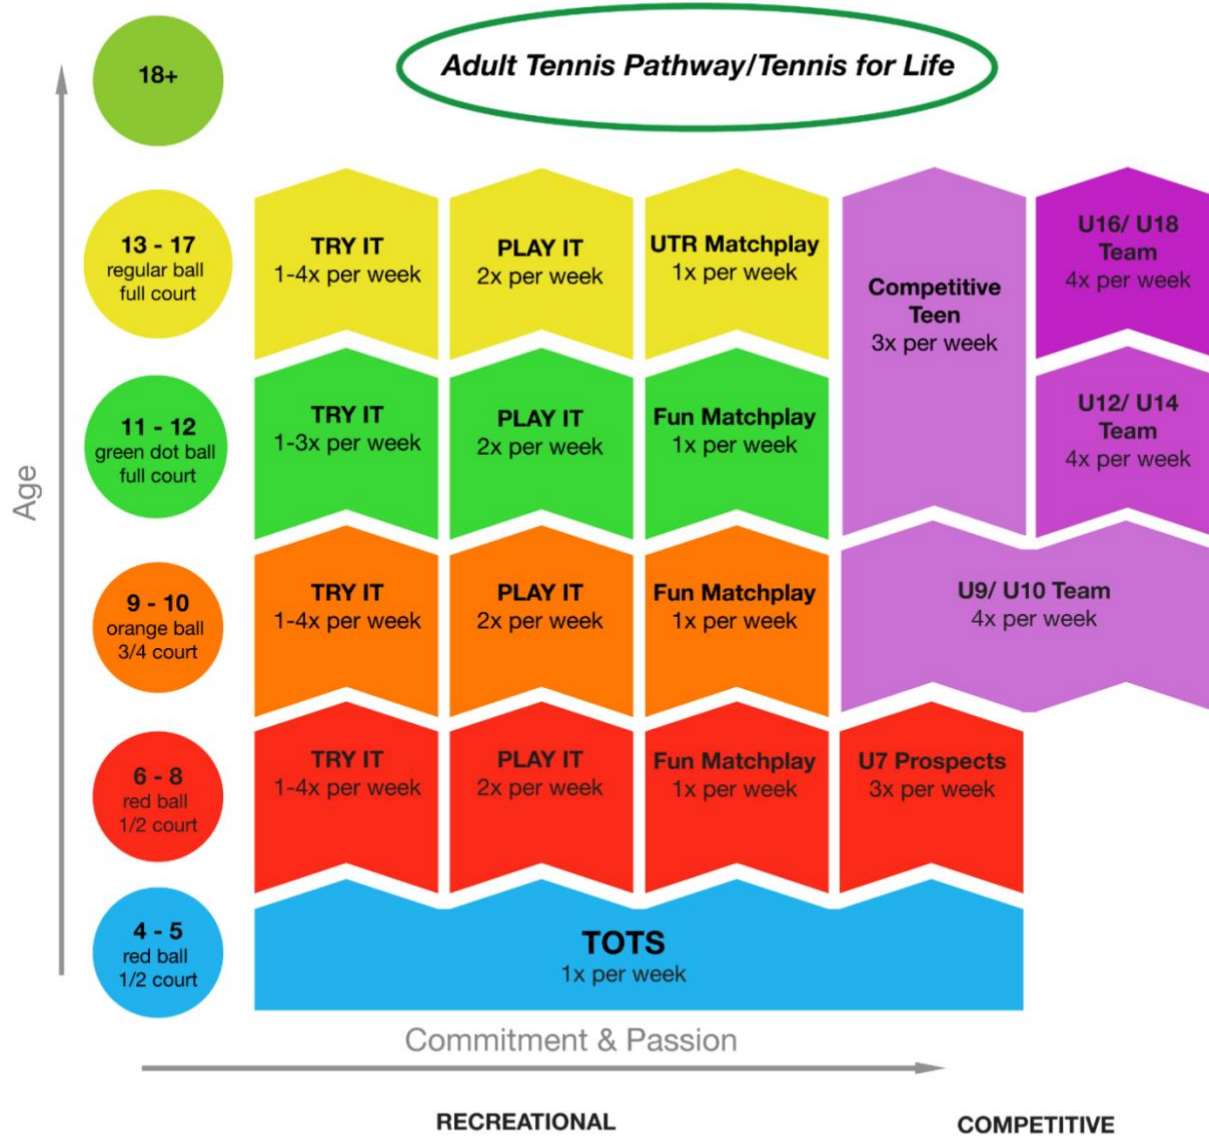 18+
Adult Tennis Pathway/Tennis for Life
13 - 17
regular ball
full court
TRY IT
1-4x per week
PLAY IT
2x per week
UTR Matchplay
1x per week
Competitive
Teen
3x per week
U16/ U18
Team
4x per week
11 - 12
green dot ball
full court
TRY IT
1-3x per week
PLAY IT
2x per week
Fun Matchplay
1x per week
U12/ U14
Team
4x per week
9 - 10
orange ball
3/4 court
TRY IT
1-4x per week
PLAY IT
2x per week
Fun Matchplay
1x per week
U9/ U10 Team
4x per week
6 - 8
red ball
1/2 court
TRY IT
1-4x per week
PLAY IT
2x per week
Fun Matchplay
1x per week
U7 Prospects
3x per week
4 - 5
red ball
1/2 court
TOTS
1x per week
Age
Commitment & Passion
RECREATIONAL
COMPETITIVE